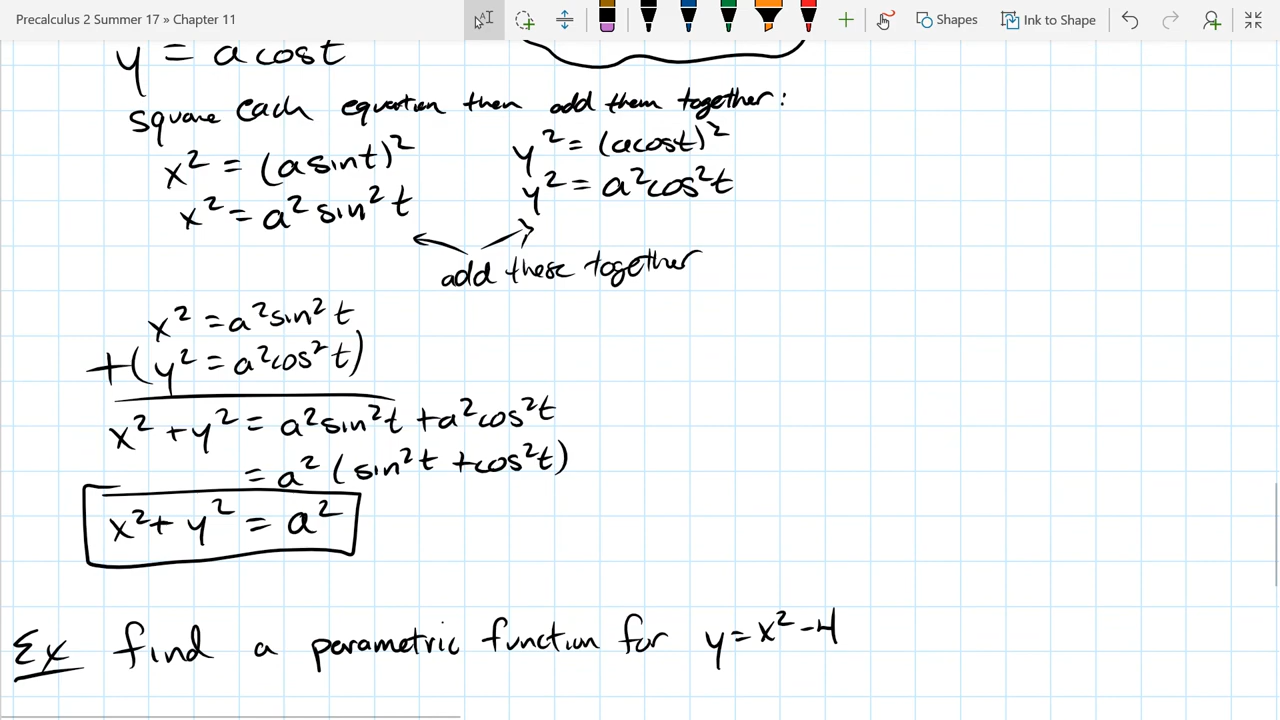 Precalculus 2 Summer 17 » Chapter 11
Shapes
Ink to Shape
y = a cos t
square each equation then add them together:
x² = (a sin t)²
y² = (a cos t)²
x² = a² sin² t
y² = a² cos² t
add these together
x² = a² sin² t
+ (y² = a² cos² t)
x² + y² = a² sin² t + a² cos² t
= a² (sin² t + cos² t)
x² + y² = a²
Ex find a parametric function for y = x² - 4